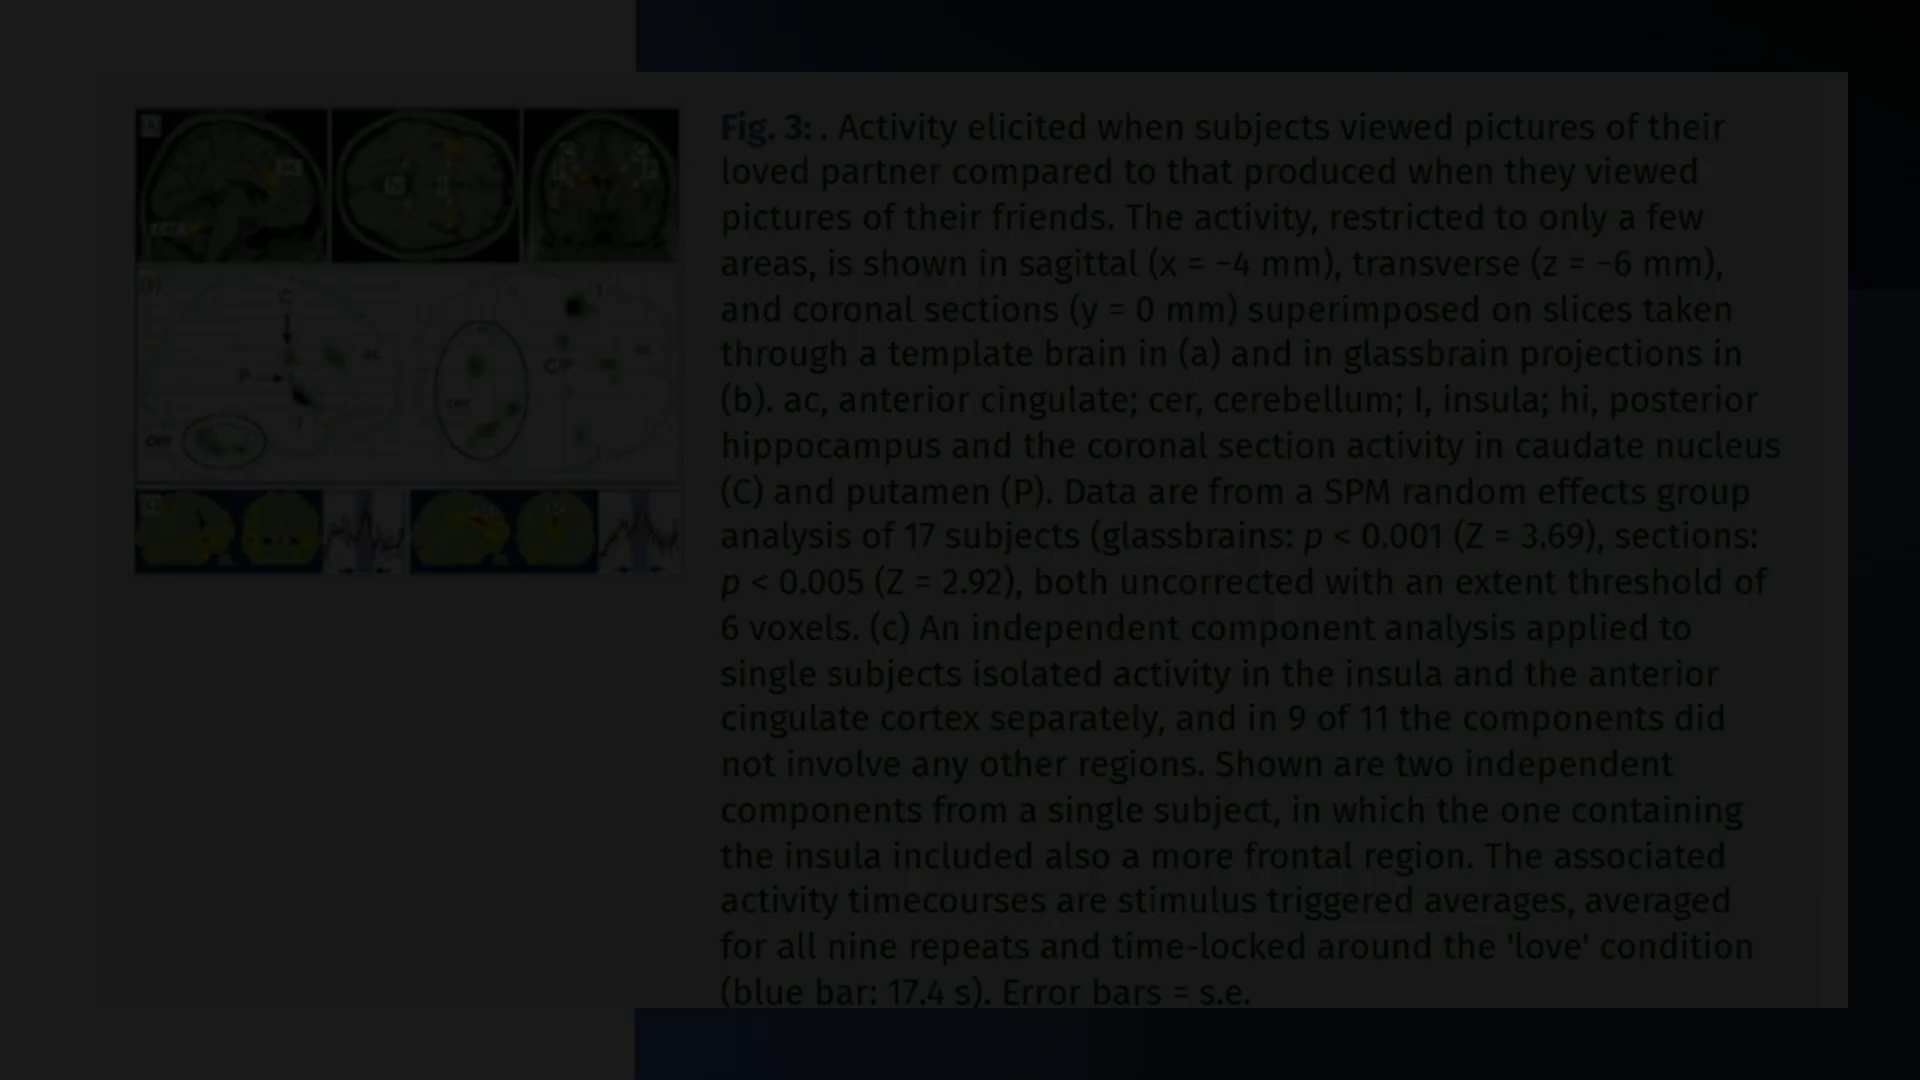 Fig. 3: . Activity elicited when subjects viewed pictures of their
loved partner compared to that produced when they viewed
pictures of their friends. The activity, restricted to only a few
areas, is shown in sagittal (x = −4 mm), transverse (z = −6 mm),
and coronal sections (y = 0 mm) superimposed on slices taken
through a template brain in (a) and in glassbrain projections in
(b). ac, anterior cingulate; cer, cerebellum; I, insula; hi, posterior
hippocampus and the coronal section activity in caudate nucleus
(C) and putamen (P). Data are from a SPM random effects group
analysis of 17 subjects (glassbrains: p < 0.001 (Z = 3.69), sections:
p < 0.005 (Z = 2.92), both uncorrected with an extent threshold of
6 voxels. (c) An independent component analysis applied to
single subjects isolated activity in the insula and the anterior
cingulate cortex separately, and in 9 of 11 the components did
not involve any other regions. Shown are two independent
components from a single subject, in which the one containing
the insula included also a more frontal region. The associated
activity timecourses are stimulus triggered averages, averaged
for all nine repeats and time-locked around the 'love' condition
(blue bar: 17.4 s). Error bars = s.e.
(b)
C
ac
P
I
cer
I
C/P
ac
cer